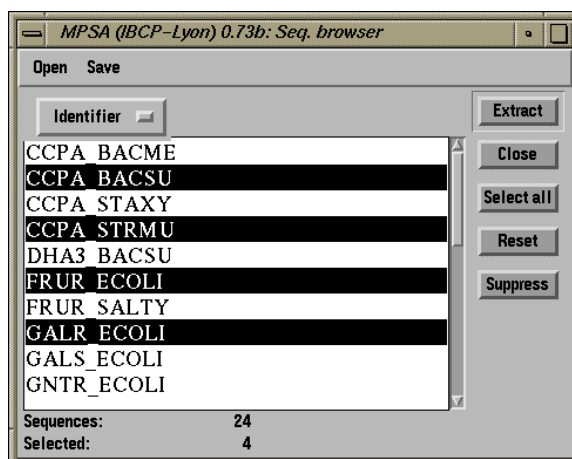 MPSA (IBCP-Lyon) 0.73b: Seq. browser
Open Save
Identifier
CCPA_BACME
CCPA_BACSU
CCPA_STAXY
CCPA_STRMU
DHA3_BACSU
FRUR_ECOLI
FRUR_SALTY
GALR_ECOLI
GALS_ECOLI
GNTR_ECOLI
Extract
Close
Select all
Reset
Suppress
Sequences: 24
Selected: 4